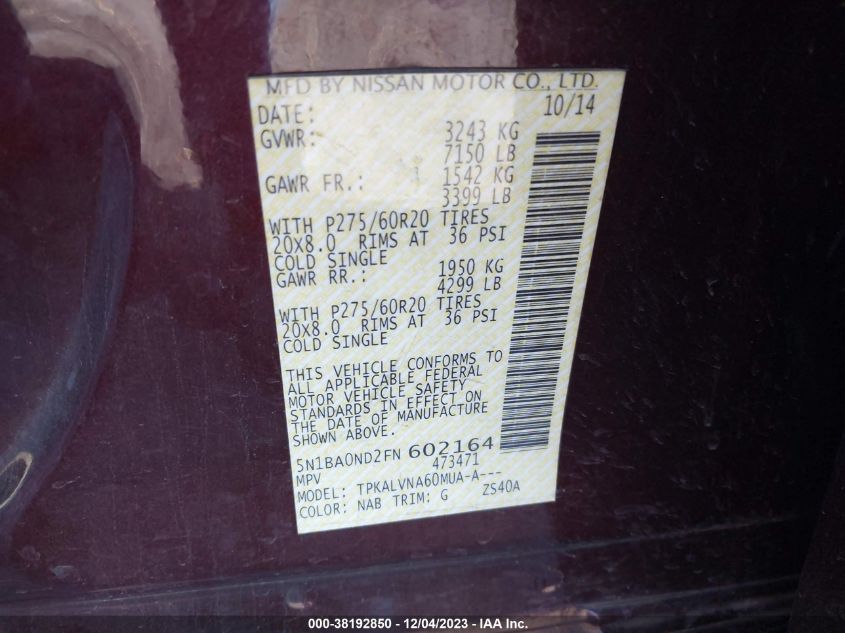 MFD BY NISSAN MOTOR CO., LTD.
DATE: 10/14
GVWR: 3243 KG
7150 LB
GAWR FR.: 1542 KG
3399 LB
WITH P275/60R20 TIRES
20X8.0 RIMS AT 36 PSI
COLD SINGLE
GAWR RR.: 1950 KG
4299 LB
WITH P275/60R20 TIRES
20X8.0 RIMS AT 36 PSI
COLD SINGLE
THIS VEHICLE CONFORMS TO
ALL APPLICABLE FEDERAL
MOTOR VEHICLE SAFETY
STANDARDS IN EFFECT ON
THE DATE OF MANUFACTURE
SHOWN ABOVE.
5N1BA0ND2FN 602164
MPV 473471
MODEL: TPKALVNA60MUA-A---
COLOR: NAB TRIM: G ZS40A
000-38192850 - 12/04/2023 - IAA Inc.